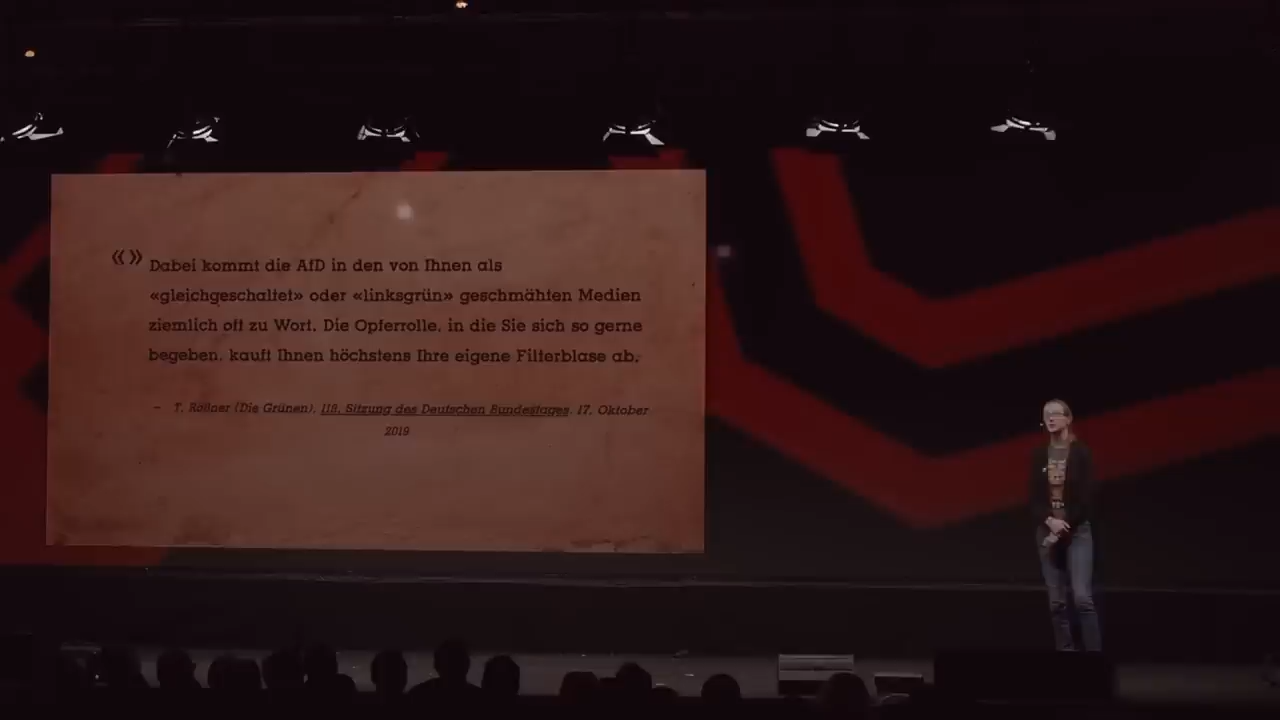 «» Dabei kommt die AfD in den von Ihnen als
«gleichgeschaltet» oder «linksgrün» geschmähten Medien
ziemlich oft zu Wort. Die Opferrolle, in die Sie sich so gerne
begeben, kauft Ihnen höchstens Ihre eigene Filterblase ab.
– T. Rößner (Die Grünen), 118. Sitzung des Deutschen Bundestages, 17. Oktober
2019